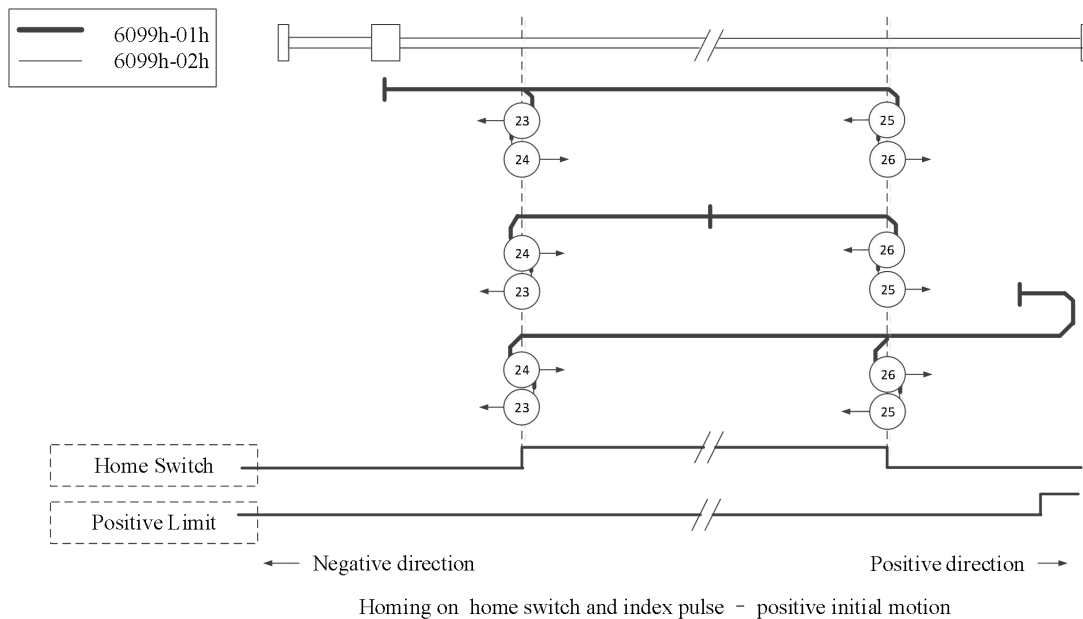 6099h-01h
6099h-02h
23
25
24
26
24
26
23
25
24
26
23
25
Home Switch
Positive Limit
Negative direction
Positive direction
Homing on home switch and index pulse - positive initial motion